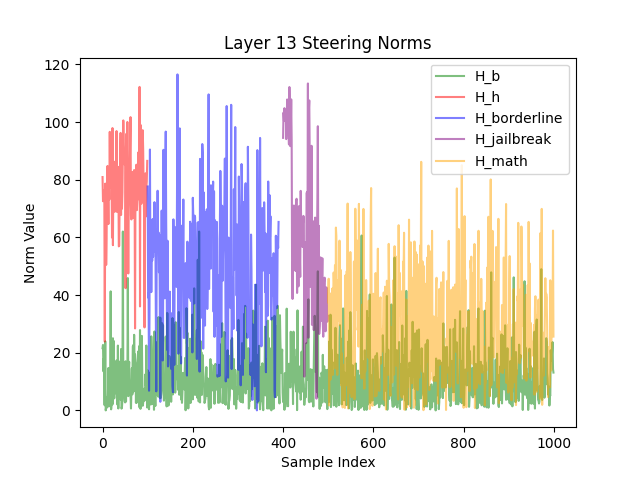 Layer 13 Steering Norms
120
100
80
60
40
20
0
Norm Value
0
200
400
600
800
1000
Sample Index
H_b
H_h
H_borderline
H_jailbreak
H_math